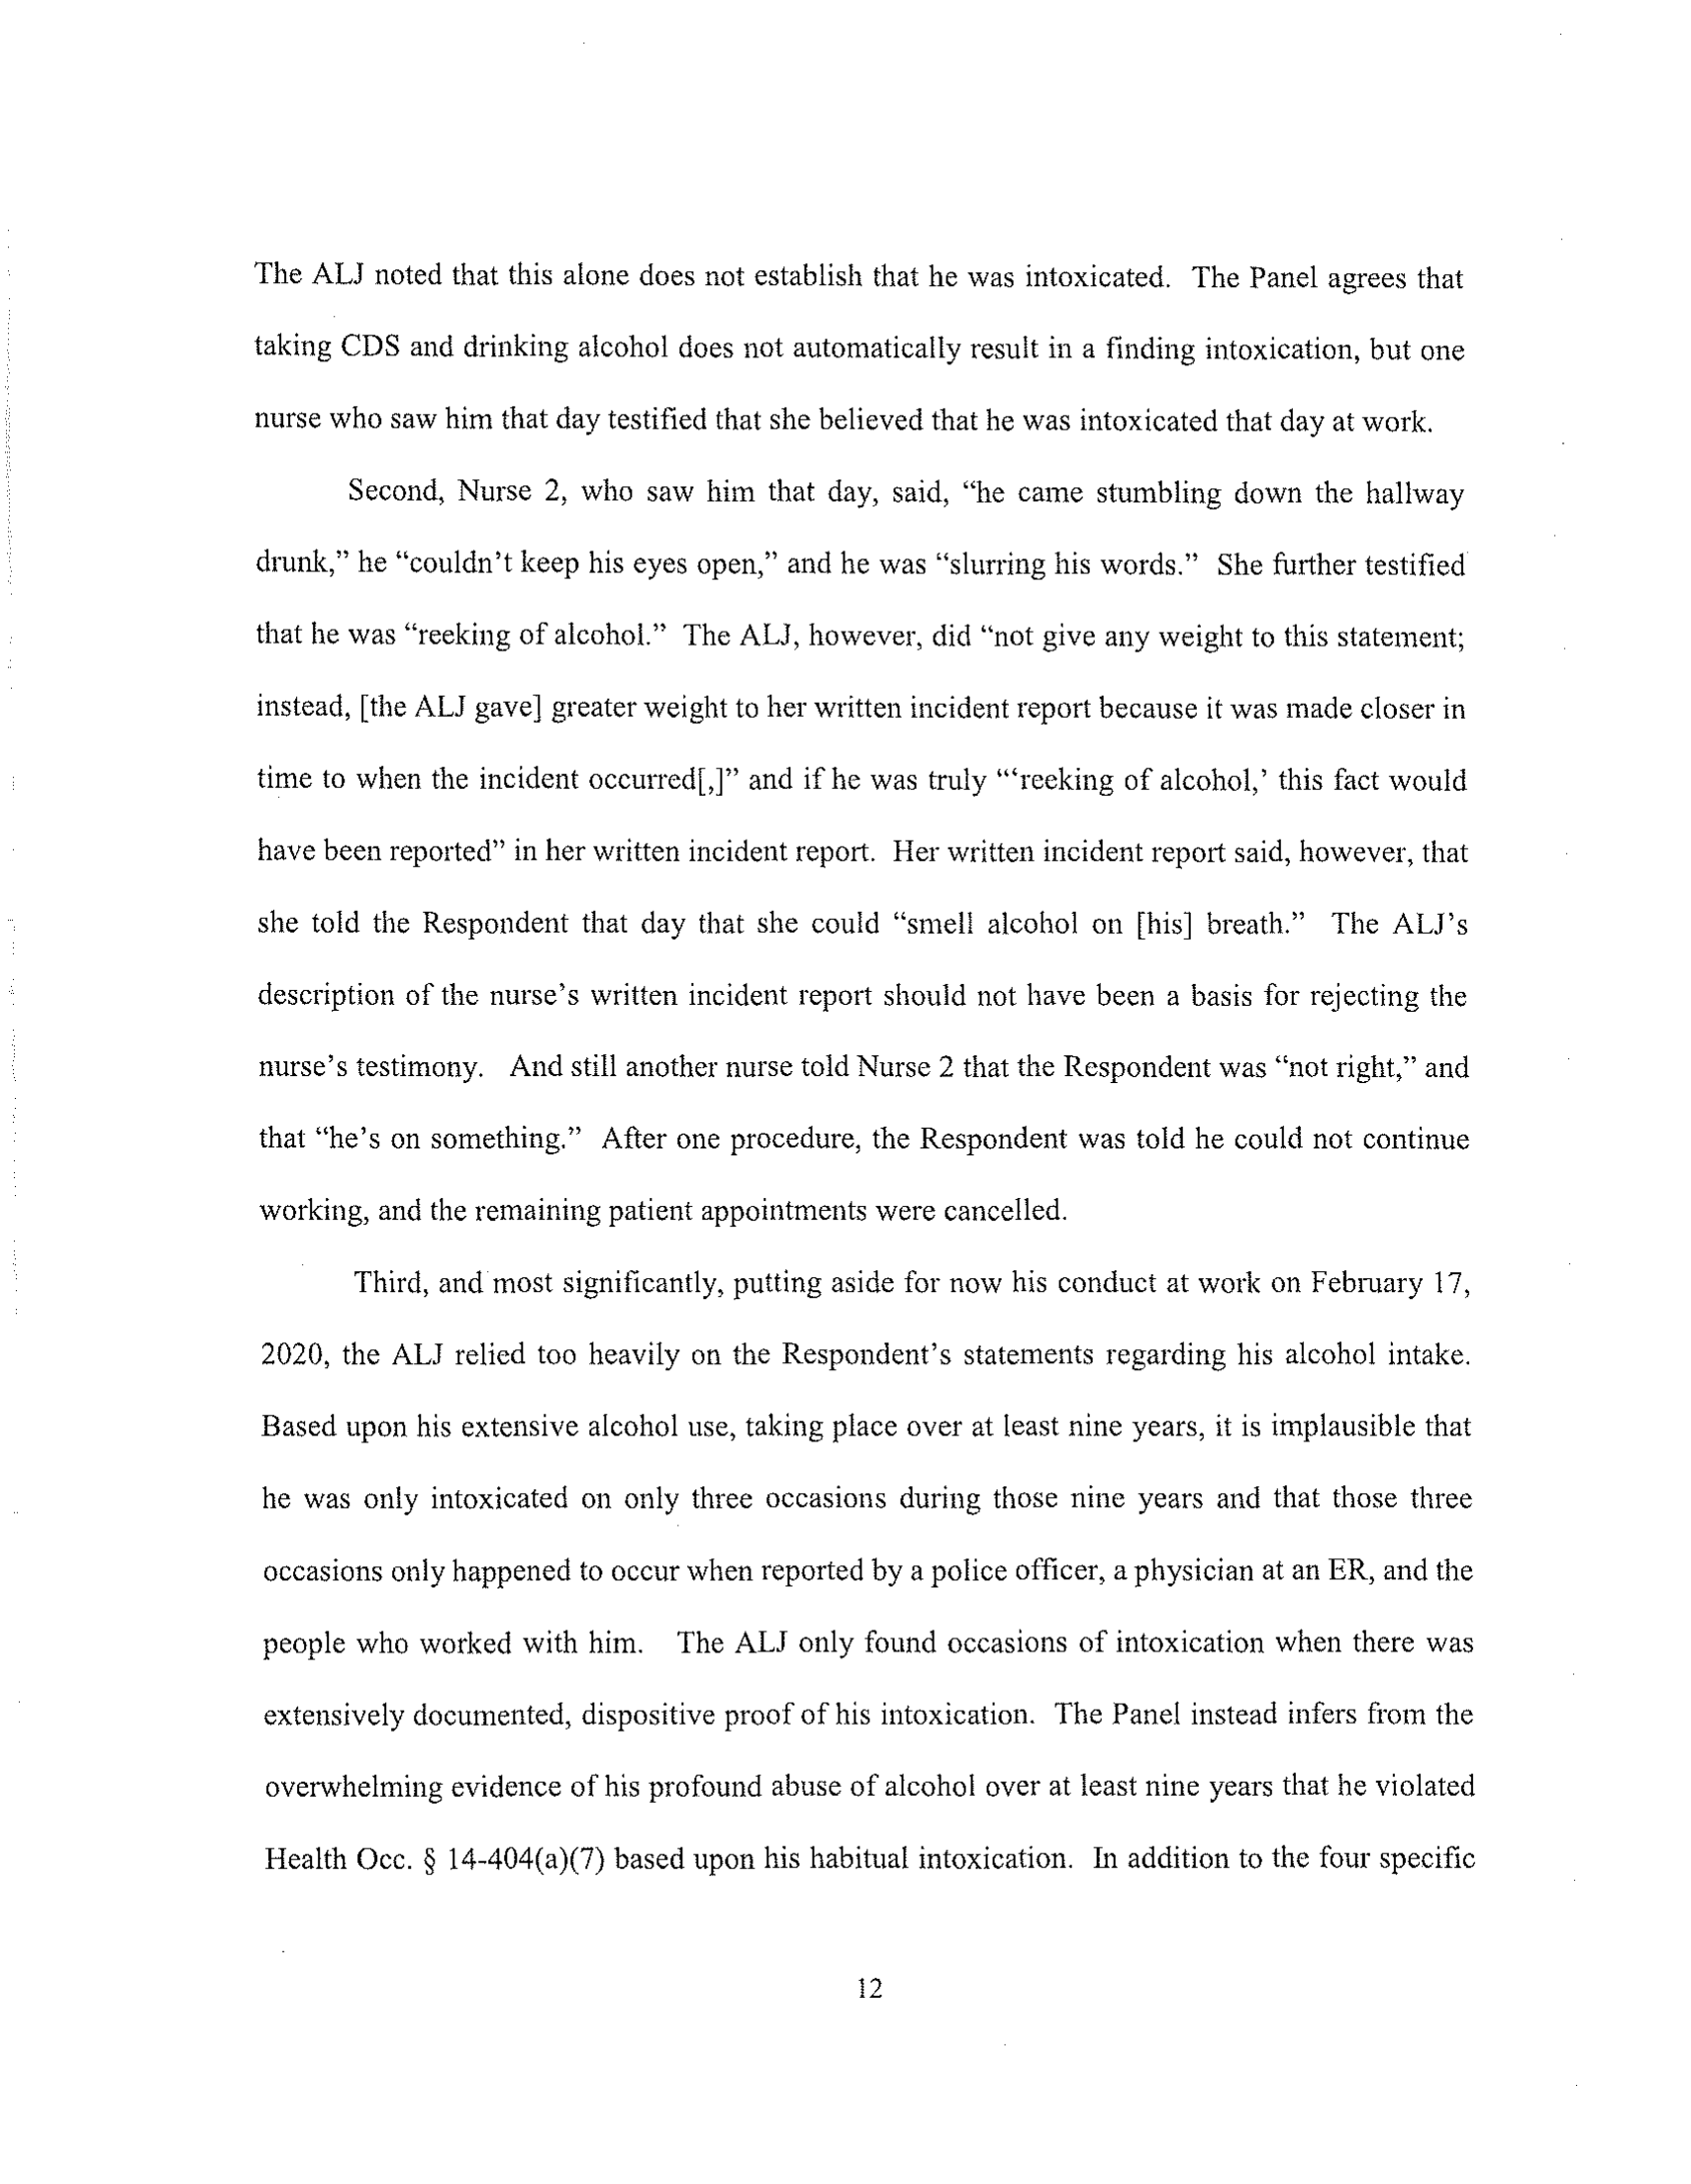 The ALJ noted that this alone does not establish that he was intoxicated. The Panel agrees that
taking CDS and drinking alcohol does not automatically result in a finding intoxication, but one
nurse who saw him that day testified that she believed that he was intoxicated that day at work.
Second, Nurse 2, who saw him that day, said, “he came stumbling down the hallway
drunk,” he “couldn’t keep his eyes open,” and he was “slurring his words.” She further testified
that he was “reeking of alcohol.” The ALJ, however, did “not give any weight to this statement;
instead, [the ALJ gave] greater weight to her written incident report because it was made closer in
time to when the incident occurred[,]” and if he was truly “‘reeking of alcohol,’ this fact would
have been reported” in her written incident report. Her written incident report said, however, that
she told the Respondent that day that she could “smell alcohol on [his] breath.” The ALJ’s
description of the nurse’s written incident report should not have been a basis for rejecting the
nurse’s testimony. And still another nurse told Nurse 2 that the Respondent was “not right,” and
that “he’s on something.” After one procedure, the Respondent was told he could not continue
working, and the remaining patient appointments were cancelled.
Third, and most significantly, putting aside for now his conduct at work on February 17,
2020, the ALJ relied too heavily on the Respondent’s statements regarding his alcohol intake.
Based upon his extensive alcohol use, taking place over at least nine years, it is implausible that
he was only intoxicated on only three occasions during those nine years and that those three
occasions only happened to occur when reported by a police officer, a physician at an ER, and the
people who worked with him. The ALJ only found occasions of intoxication when there was
extensively documented, dispositive proof of his intoxication. The Panel instead infers from the
overwhelming evidence of his profound abuse of alcohol over at least nine years that he violated
Health Occ. § 14-404(a)(7) based upon his habitual intoxication. In addition to the four specific
12